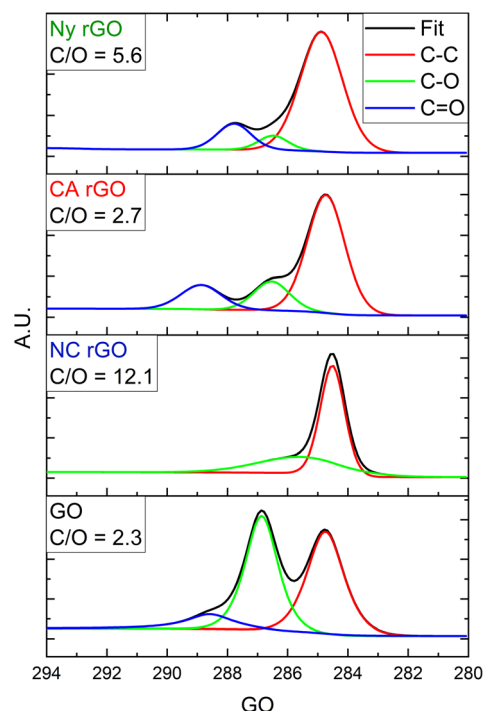 Ny rGO
C/O = 5.6
Fit
C-C
C-O
C=O
CA rGO
C/O = 2.7
A.U.
NC rGO
C/O = 12.1
GO
C/O = 2.3
294 292 290 288 286 284 282 280
GO